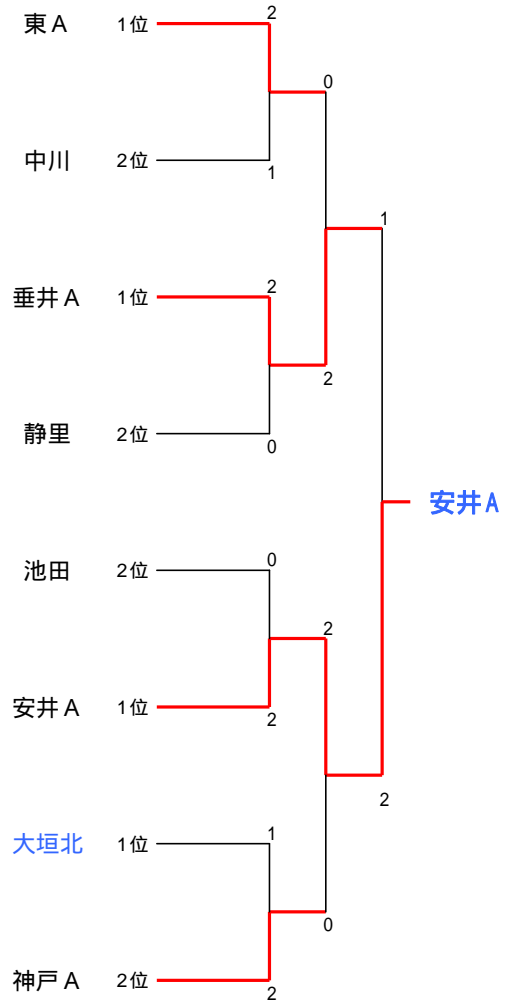 東A 1位 2
0
中川 2位 1
1
垂井A 1位 2
2
静里 2位 0
安井A
池田 2位 0
2
安井A 1位 2
2
大垣北 1位 1
0
神戸A 2位 2